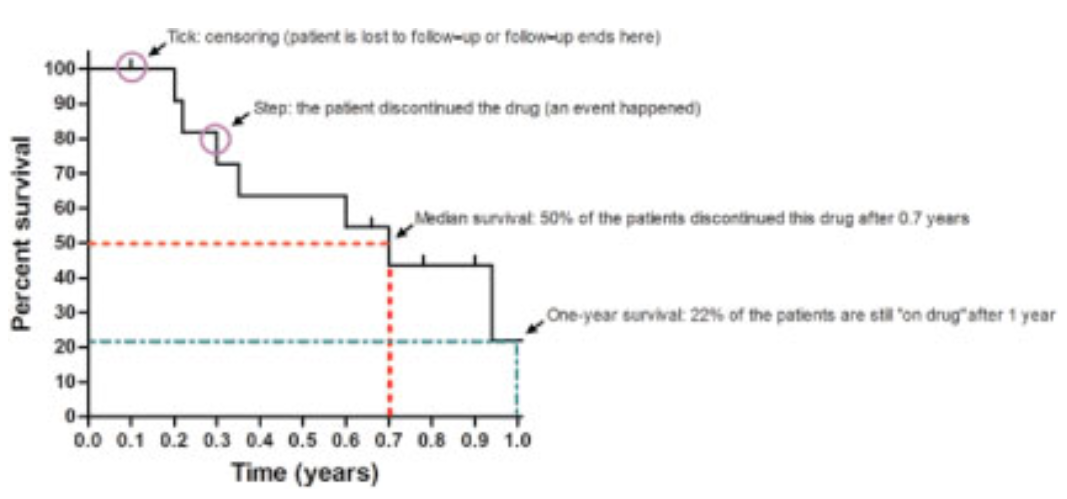 Tick: censoring (patient is lost to follow-up or follow-up ends here)
Step: the patient discontinued the drug (an event happened)
Median survival: 50% of the patients discontinued this drug after 0.7 years
One-year survival: 22% of the patients are still "on drug"after 1 year
Percent survival
100
90
80
70
60
50
40
30
20
10
0
0.0 0.1 0.2 0.3 0.4 0.5 0.6 0.7 0.8 0.9 1.0
Time (years)